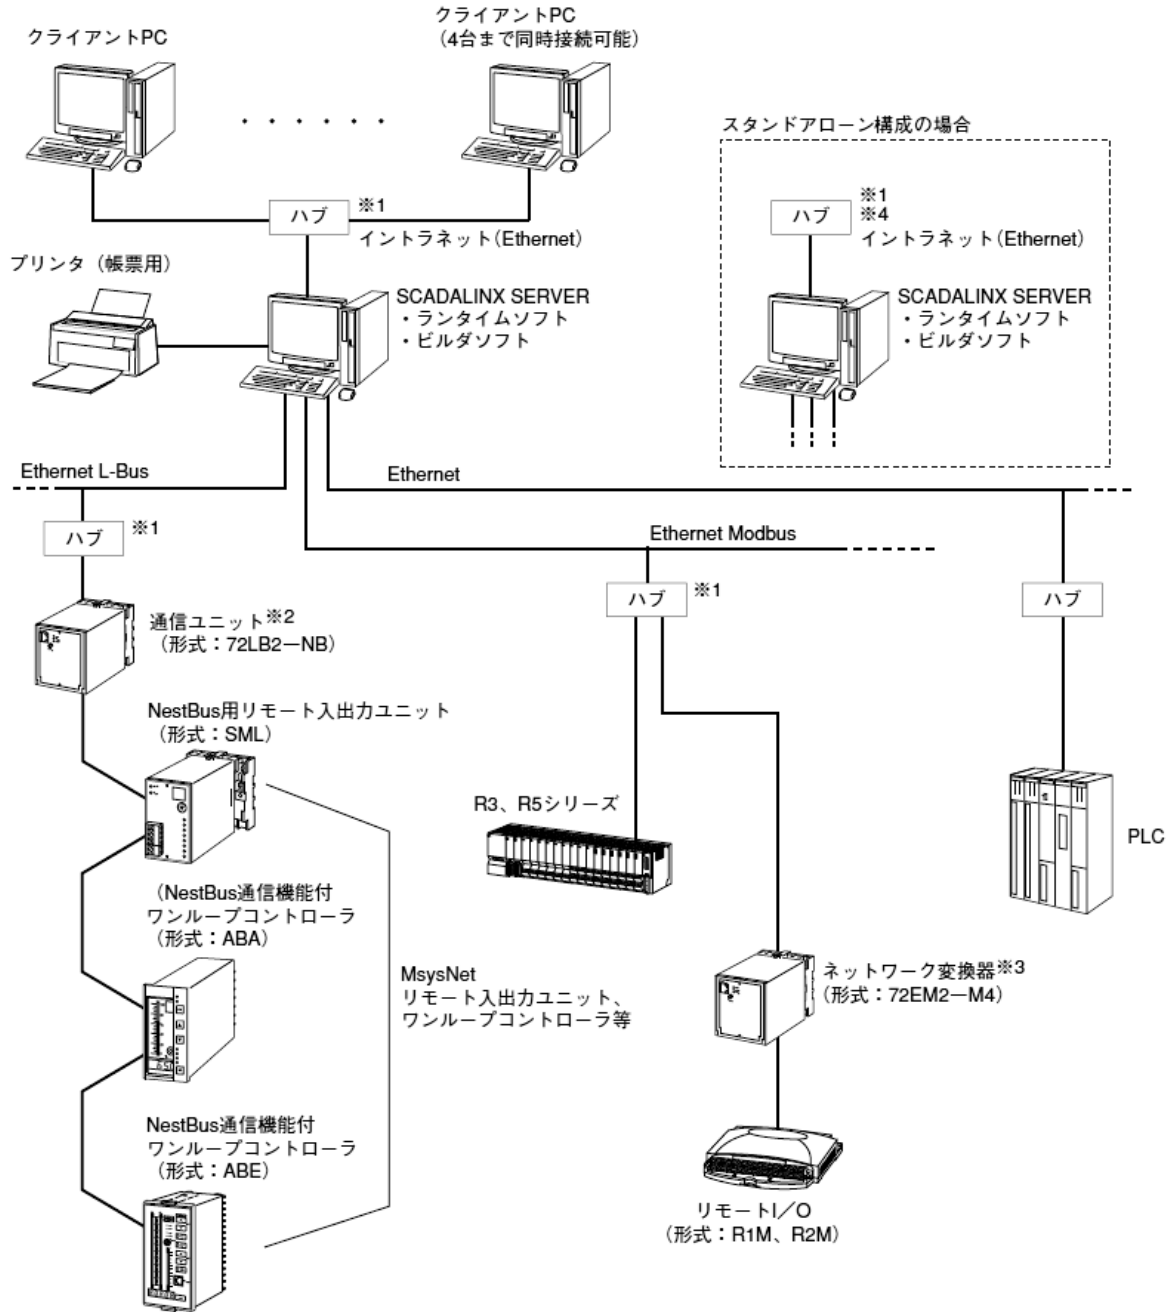 クライアントPC
クライアントPC
（4台まで同時接続可能）
・・・・・・
スタンドアローン構成の場合
ハブ
※1
イントラネット（Ethernet）
ハブ
※1
※4
イントラネット（Ethernet）
プリンタ（帳票用）
SCADALINX SERVER
・ランタイムソフト
・ビルダソフト
SCADALINX SERVER
・ランタイムソフト
・ビルダソフト
Ethernet L-Bus
Ethernet
Ethernet Modbus
ハブ
※1
ハブ
※1
ハブ
通信ユニット※2
（形式：72LB2－NB）
NestBus用リモート入出力ユニット
（形式：SML）
R3、R5シリーズ
PLC
（NestBus通信機能付
ワンループコントローラ
（形式：ABA）
MsysNet
リモート入出力ユニット、
ワンループコントローラ等
ネットワーク変換器※3
（形式：72EM2－M4）
NestBus通信機能付
ワンループコントローラ
（形式：ABE）
リモートI／O
（形式：R1M、R2M）